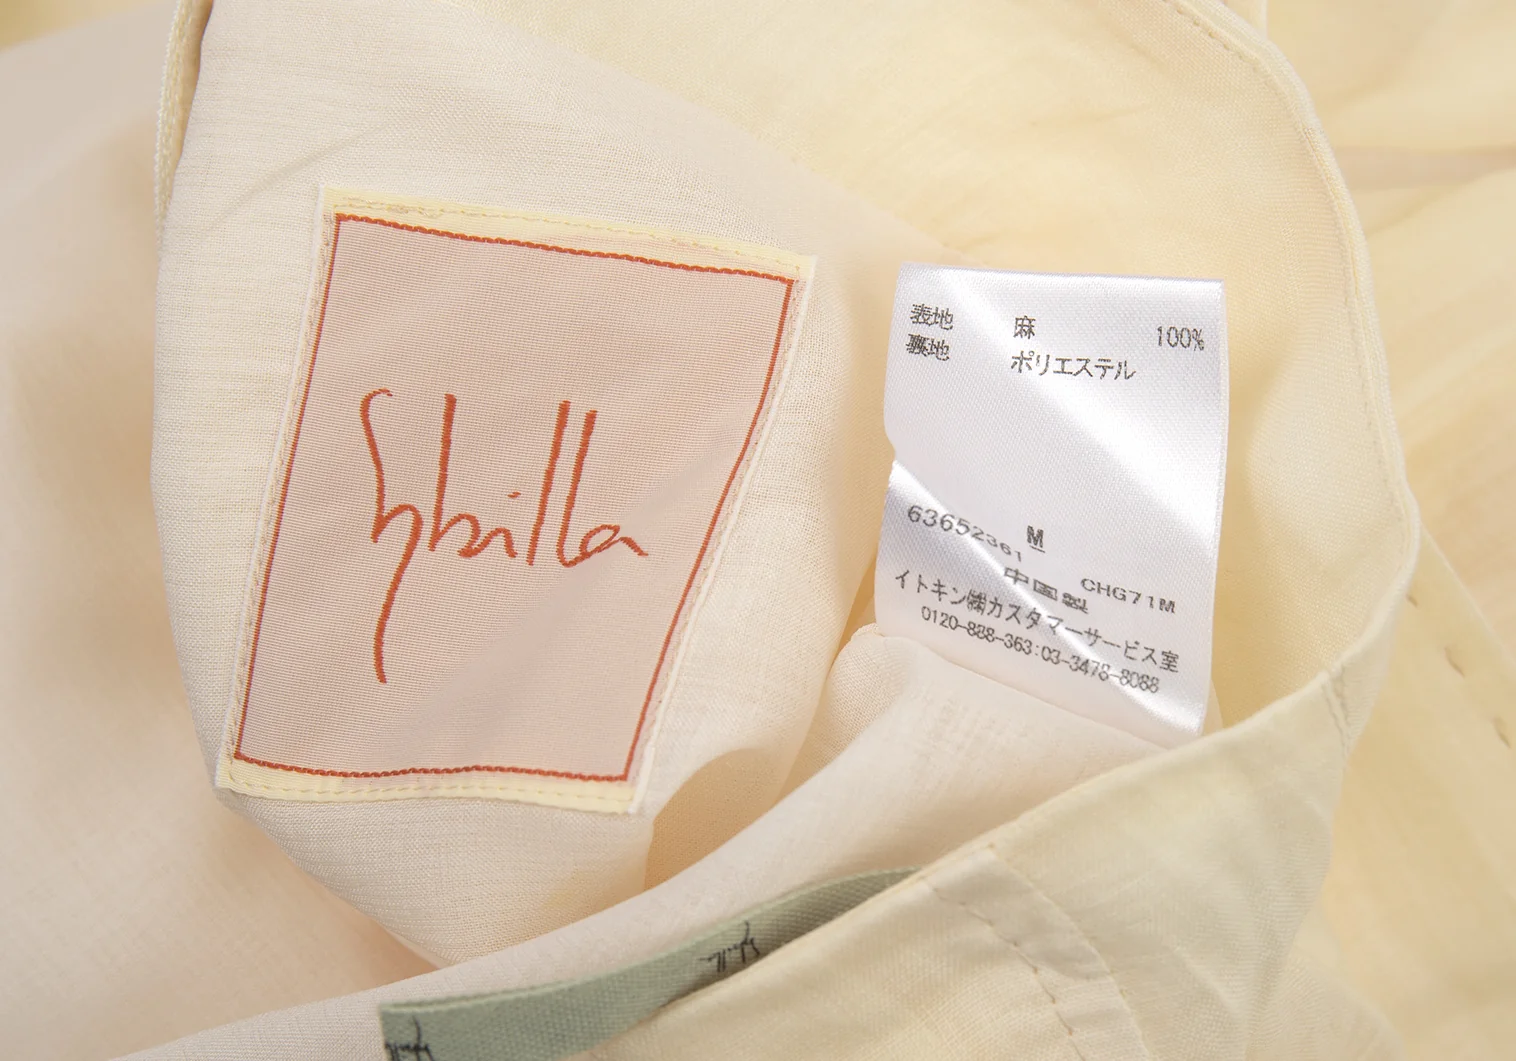 Sybilla
表地 麻 100%
裏地 ポリエステル
M
63652361
中国製 CHG71M
イトキン㈱カスタマーサービス室
0120-888-363:03-3478-8088
Sybilla
Sybilla